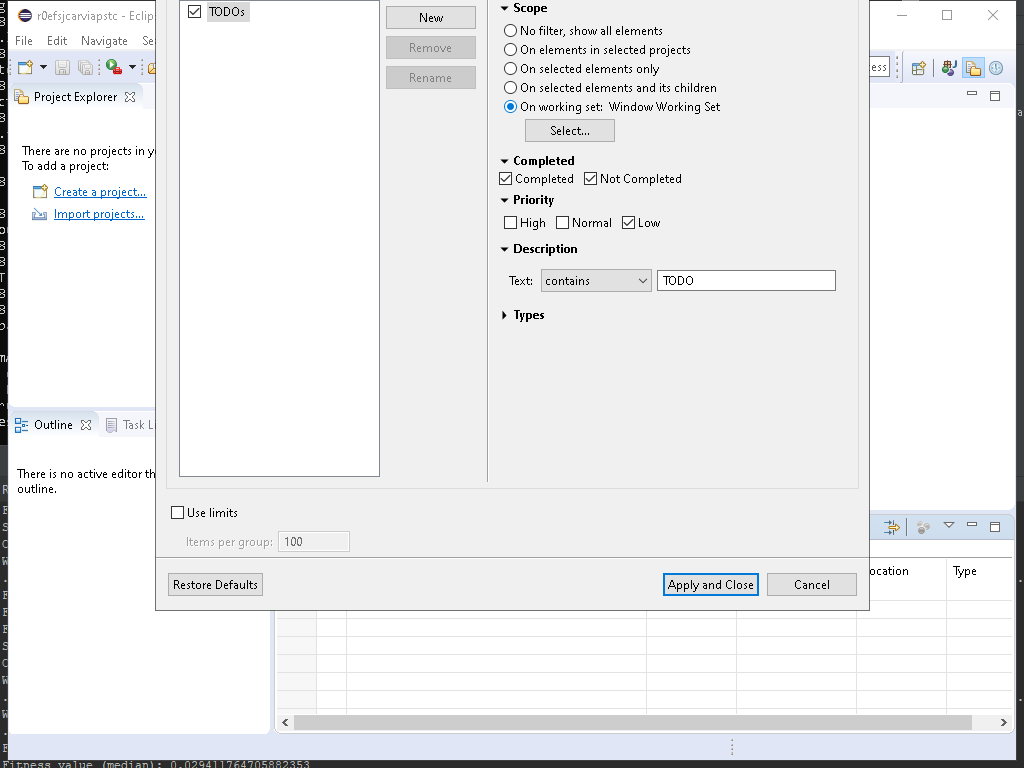 r0efsjcarviapstc - Eclip
File Edit Navigate Se
Project Explorer
There are no projects in y
To add a project:
Create a project...
Import projects...
Outline Task Li
There is no active editor th
outline.
TODOs
New
Remove
Rename
Scope
No filter, show all elements
On elements in selected projects
On selected elements only
On selected elements and its children
On working set: Window Working Set
Select...
Completed
Completed Not Completed
Priority
High Normal Low
Description
Text: contains TODO
Types
Use limits
Items per group: 100
Restore Defaults Apply and Close Cancel
ess
ocation Type
Fitness value (median): 0.029411764705882353